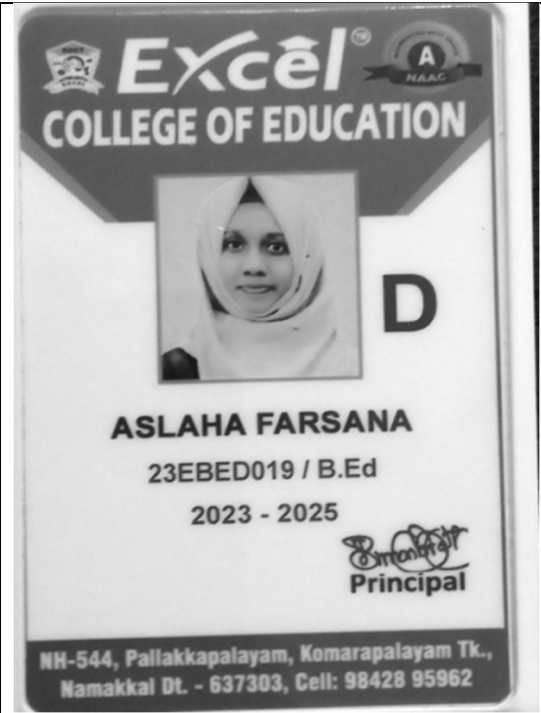 Excel TM
A
NAAC
COLLEGE OF EDUCATION
D
ASLAHA FARSANA
23EBED019 / B.Ed
2023 - 2025
Principal
NH-544, Pallakkapalayam, Komarapalayam Tk.,
Namakkal Dt. - 637303, Cell: 98428 95962